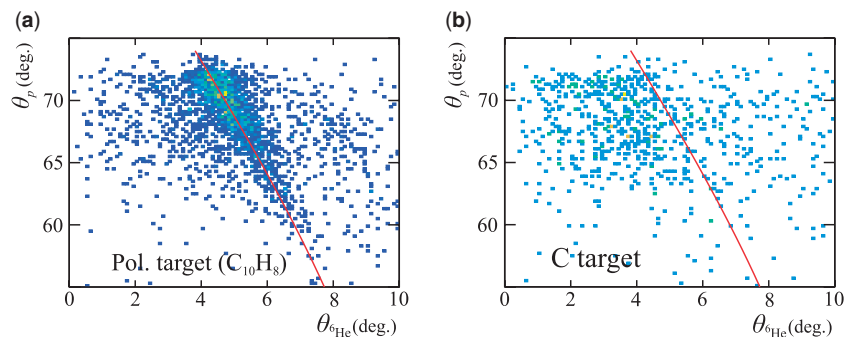 (a)
θp (deg.)
70
65
60
Pol. target (C10H8)
0 2 4 6 8 10
θ6He(deg.)
(b)
θp (deg.)
70
65
60
C target
0 2 4 6 8 10
θ6He(deg.)